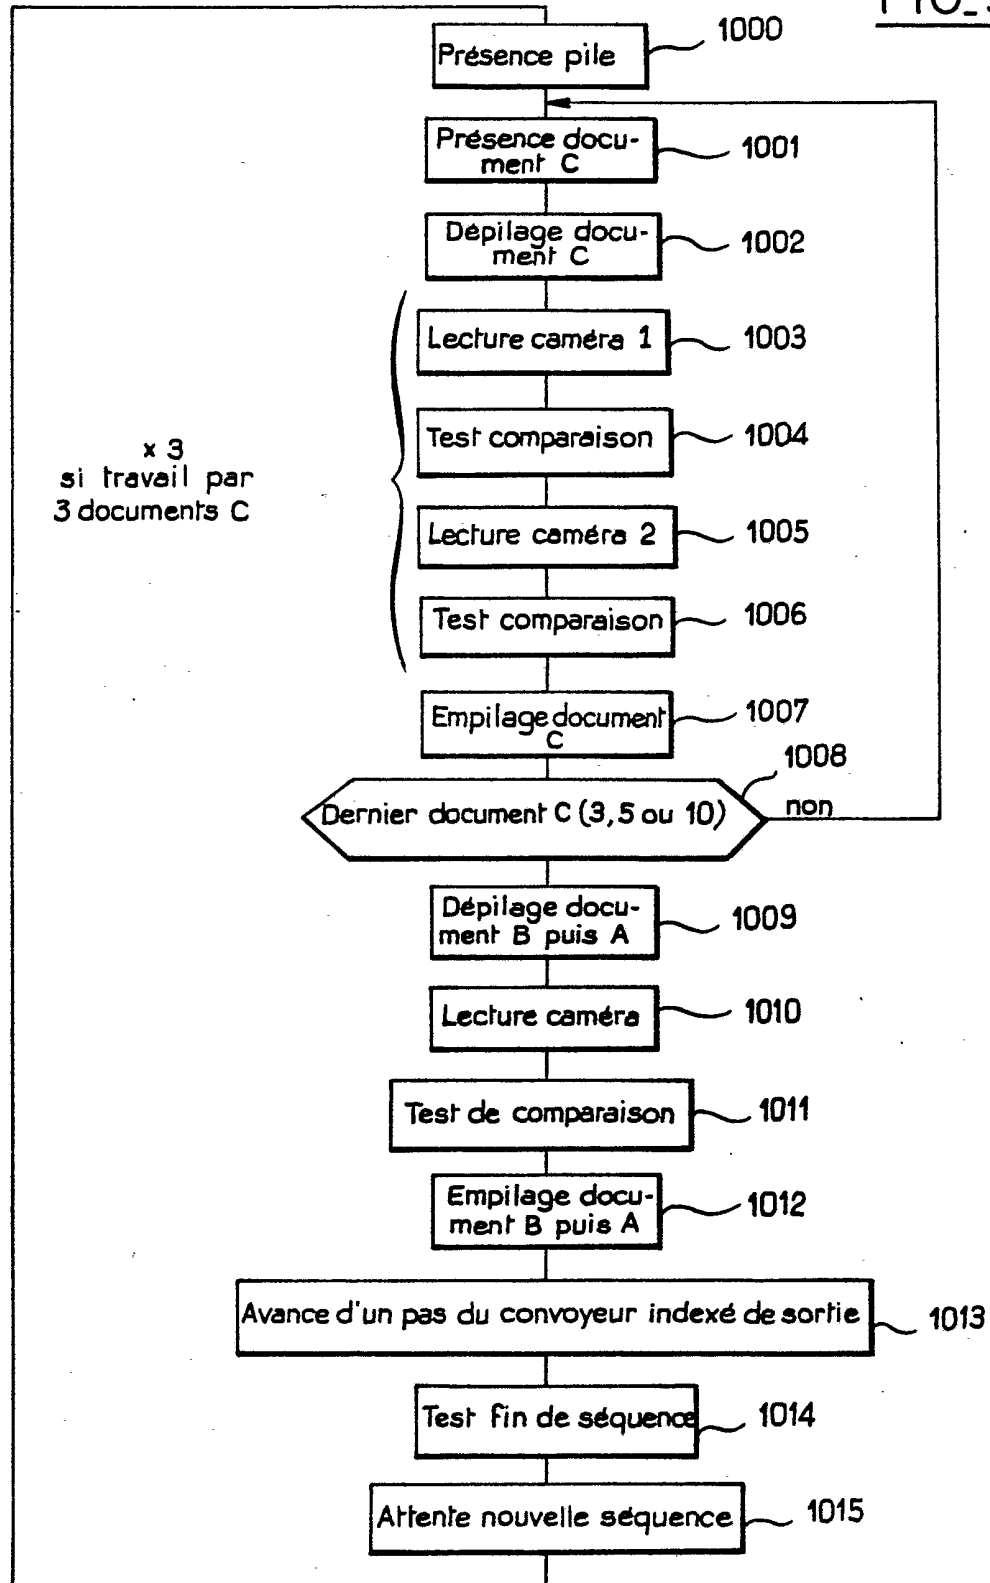 1000
Présence pile
Présence docu-
ment C
1001
Dépilage docu-
ment C
1002
Lecture caméra 1
1003
Test comparaison
1004
x 3
si travail par
3 documents C
Lecture caméra 2
1005
Test comparaison
1006
Empilage document
C
1007
1008
Dernier document C (3, 5 ou 10)
non
Dépilage docu-
ment B puis A
1009
Lecture caméra
1010
Test de comparaison
1011
Empilage docu-
ment B puis A
1012
Avance d'un pas du convoyeur indexé de sortie
1013
Test fin de séquence
1014
Attente nouvelle séquence
1015